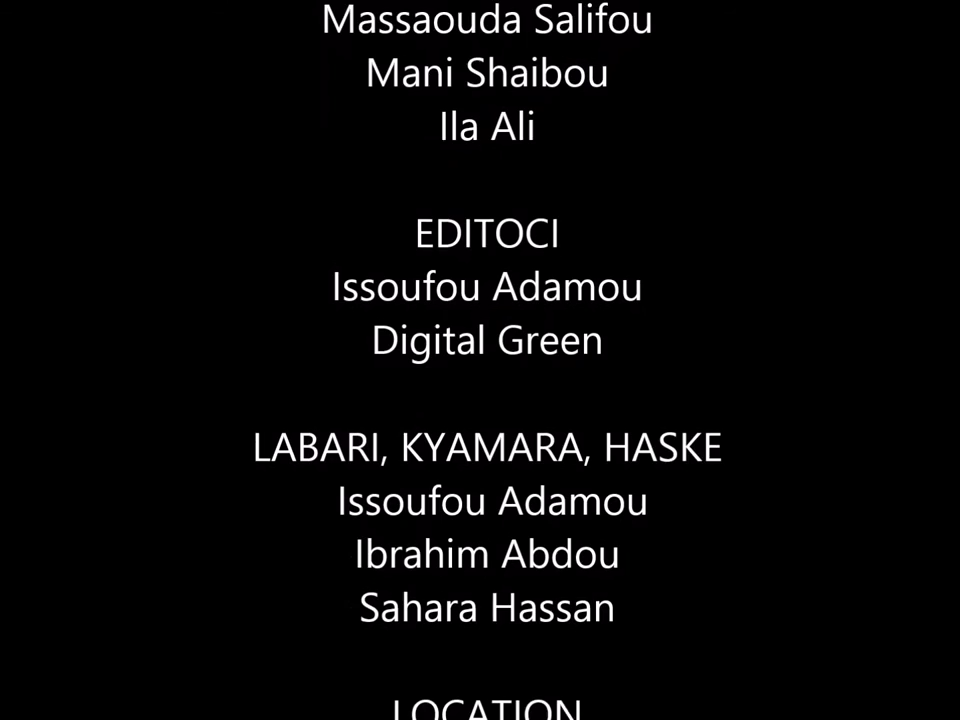 Massaouda Salifou
Mani Shaibou
Ila Ali
EDITOCI
Issoufou Adamou
Digital Green
LABARI, KYAMARA, HASKE
Issoufou Adamou
Ibrahim Abdou
Sahara Hassan
LOCATION